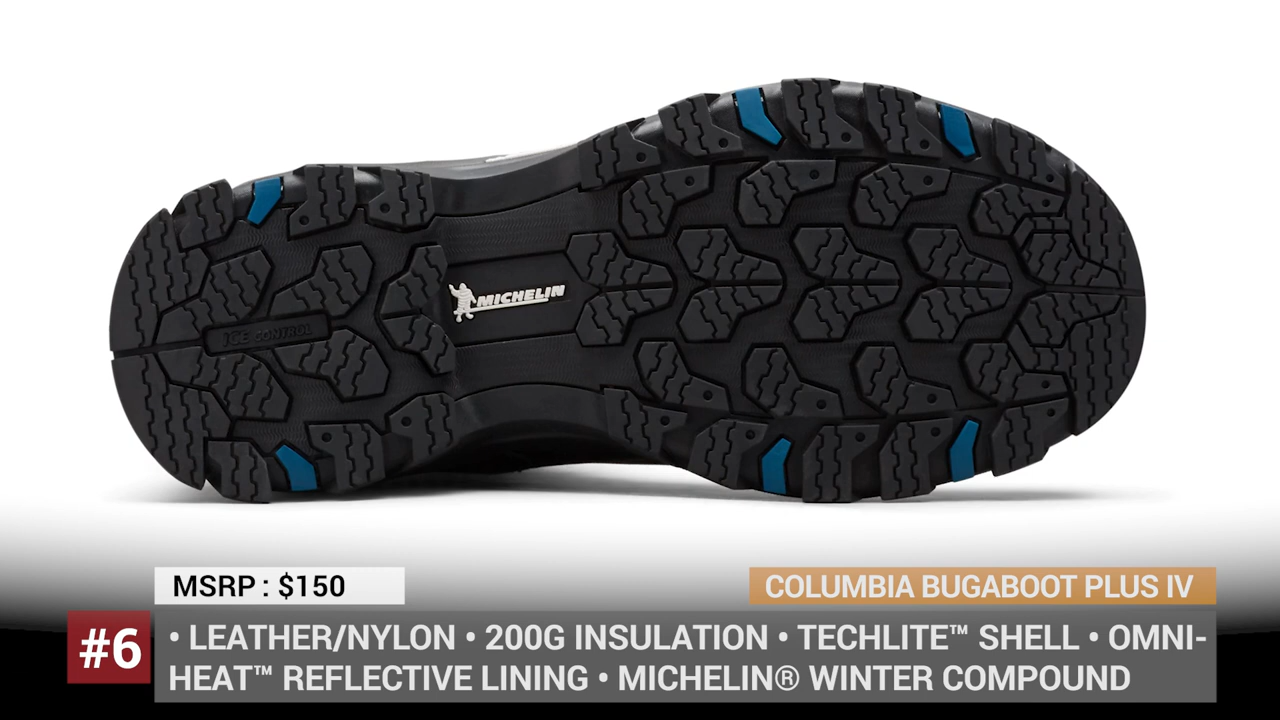 MICHELIN
ICE CONTROL
MSRP : $150
COLUMBIA BUGABOOT PLUS IV
#6
• LEATHER/NYLON • 200G INSULATION • TECHLITE™ SHELL • OMNI-
HEAT™ REFLECTIVE LINING • MICHELIN® WINTER COMPOUND